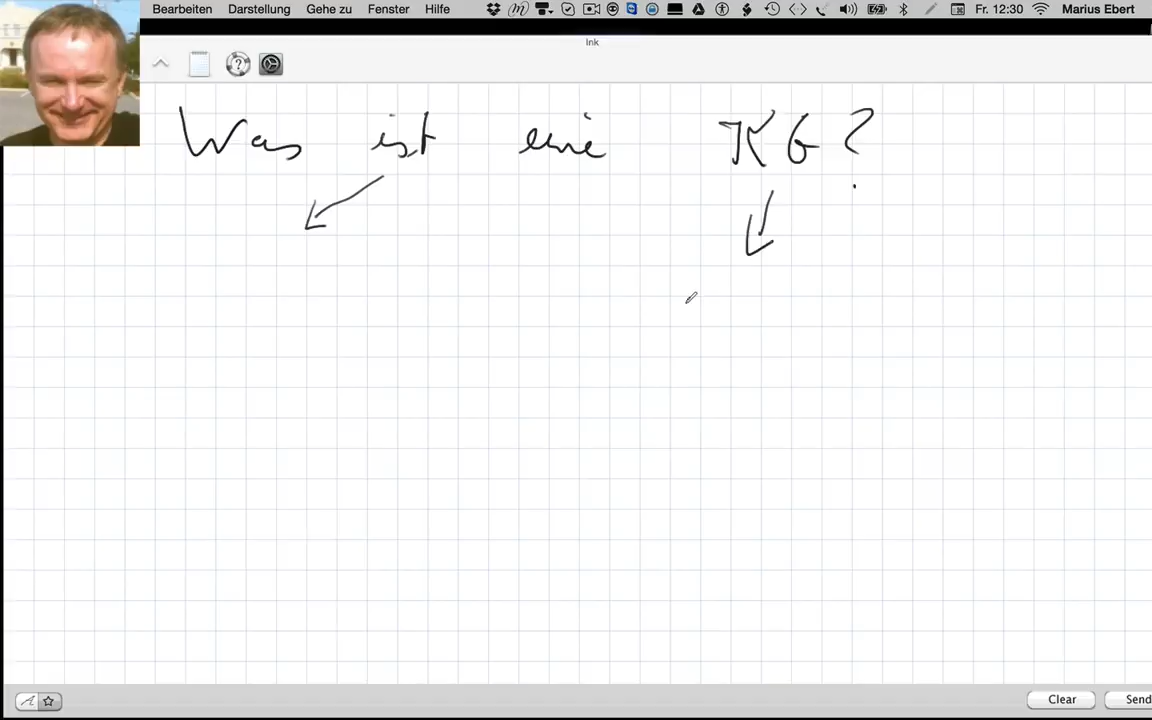 Bearbeiten Darstellung Gehe zu Fenster Hilfe Fr. 12:30 Marius Ebert
Ink
Was ist eine KG?
Clear Send